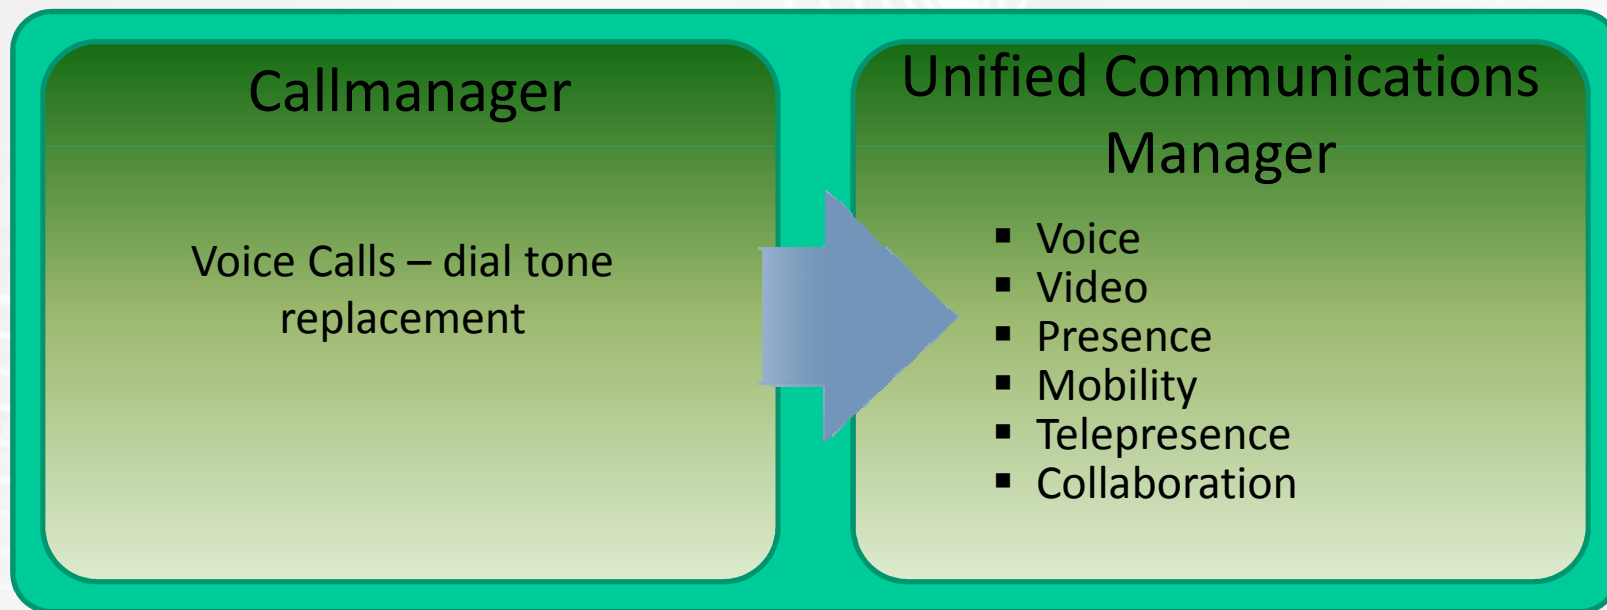 Callmanager
Voice Calls – dial tone
replacement
Unified Communications
Manager
▪ Voice
▪ Video
▪ Presence
▪ Mobility
▪ Telepresence
▪ Collaboration